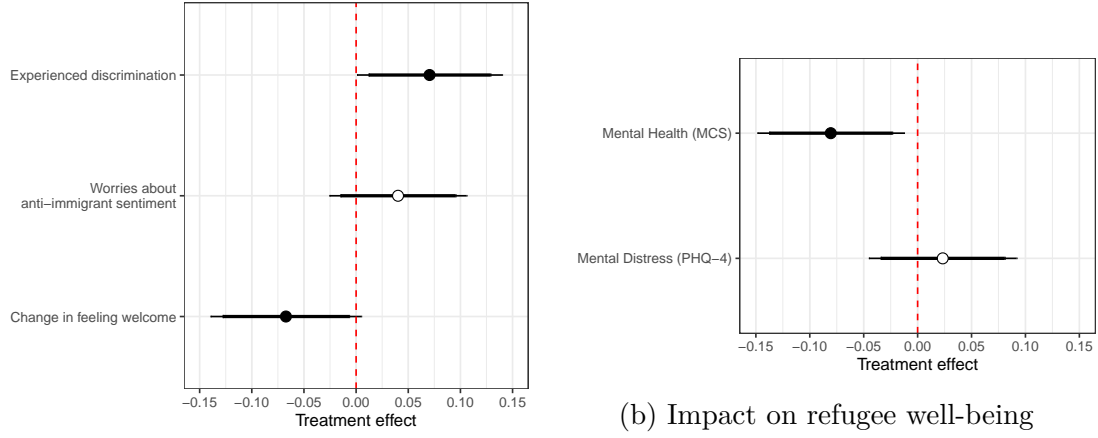 Experienced discrimination
Worries about
anti−immigrant sentiment
Change in feeling welcome
−0.15 −0.10 −0.05 0.00 0.05 0.10 0.15
Treatment effect
Mental Health (MCS)
Mental Distress (PHQ−4)
−0.15 −0.10 −0.05 0.00 0.05 0.10 0.15
Treatment effect
(b) Impact on refugee well-being